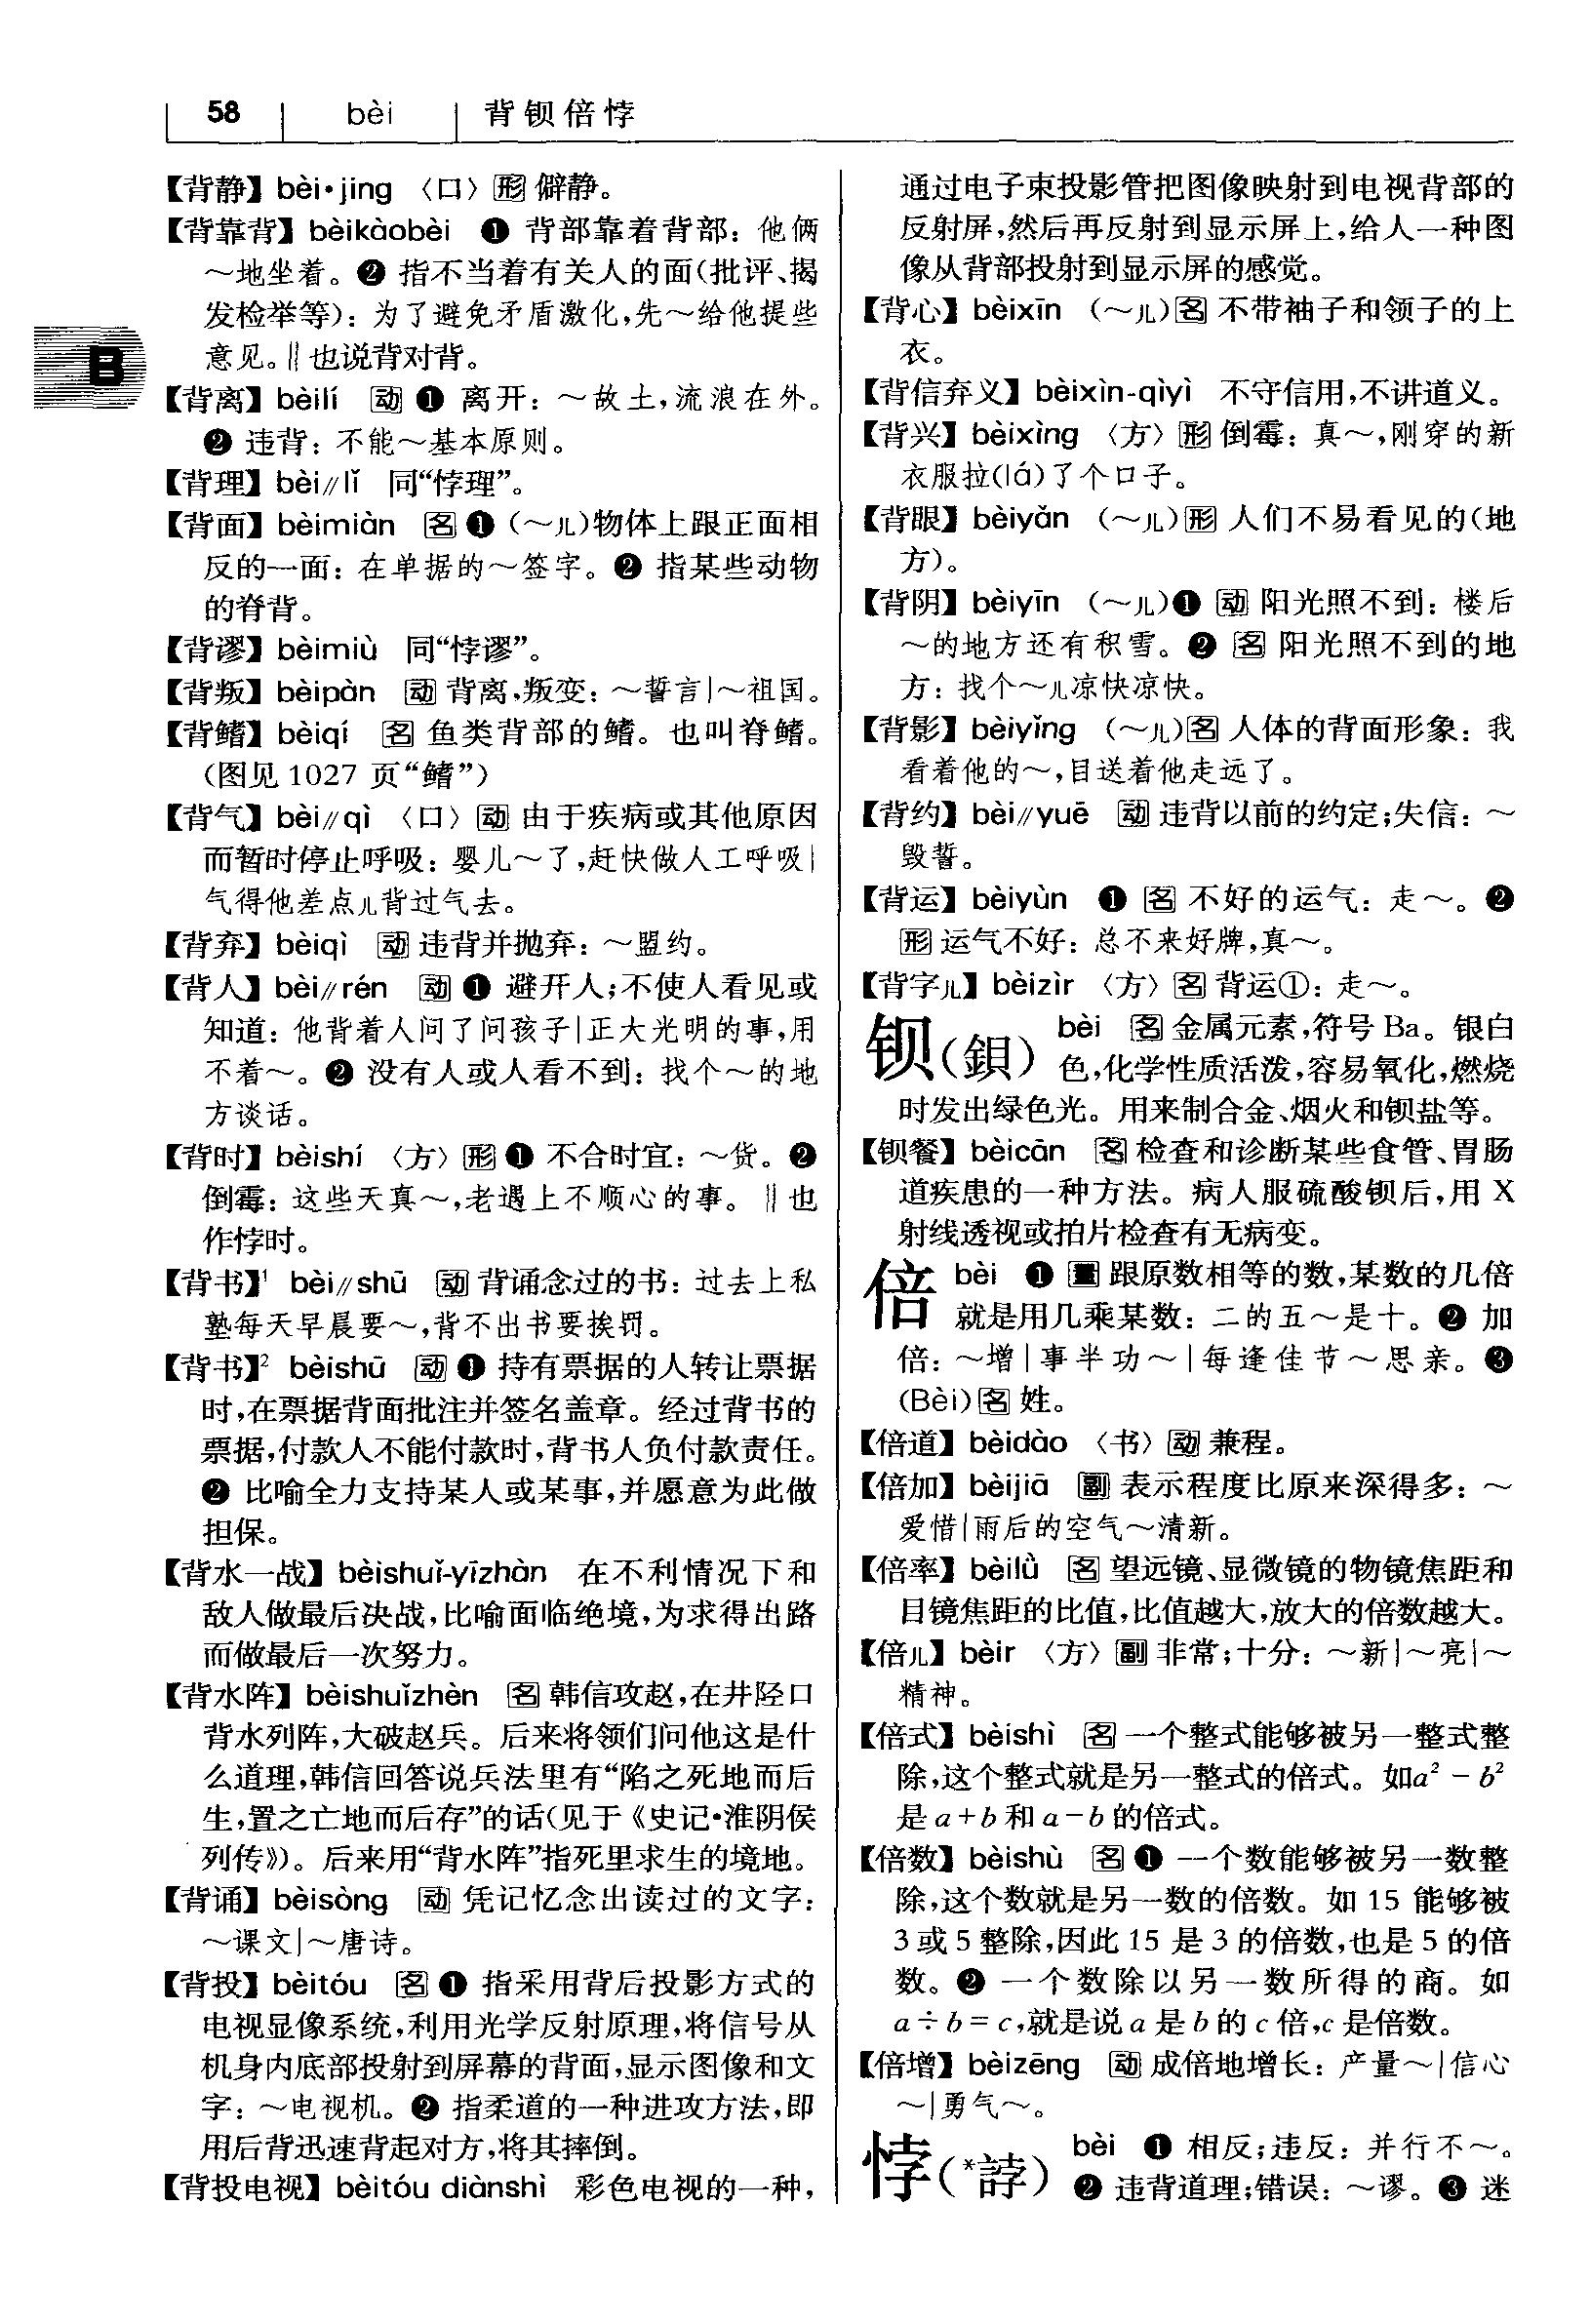 58 bèi 背钡倍悖
【背静】bèi•jing 〈口〉形 僻静。
【背靠背】bèikàobèi ❶ 背部靠着背部：他俩
～地坐着。❷ 指不当着有关人的面(批评、揭
发检举等)：为了避免矛盾激化,先～给他提些
意见。‖也说背对背。
B
【背离】bèilí 动 ❶ 离开：～故土,流浪在外。
❷ 违背：不能～基本原则。
【背理】bèi∥lǐ 同“悖理”。
【背面】bèimiàn 名 ❶ (～儿)物体上跟正面相
反的一面：在单据的～签字。❷ 指某些动物
的脊背。
【背谬】bèimiù 同“悖谬”。
【背叛】bèipàn 动 背离,叛变：～誓言|～祖国。
【背鳍】bèiqí 名 鱼类背部的鳍。也叫脊鳍。
(图见 1027 页“鳍”)
【背气】bèi∥qì 〈口〉动 由于疾病或其他原因
而暂时停止呼吸：婴儿～了,赶快做人工呼吸|
气得他差点儿背过气去。
【背弃】bèiqì 动 违背并抛弃：～盟约。
【背人】bèi∥rén 动 ❶ 避开人;不使人看见或
知道：他背着人问了问孩子|正大光明的事,用
不着～。❷ 没有人或人看不到：找个～的地
方谈话。
【背时】bèishí 〈方〉形 ❶ 不合时宜：～货。❷
倒霉：这些天真～,老遇上不顺心的事。‖也
作悖时。
【背书】¹ bèi∥shū 动 背诵念过的书：过去上私
塾每天早晨要～,背不出书要挨罚。
【背书】² bèishū 动 ❶ 持有票据的人转让票据
时,在票据背面批注并签名盖章。经过背书的
票据,付款人不能付款时,背书人负付款责任。
❷ 比喻全力支持某人或某事,并愿意为此做
担保。
【背水一战】bèishuǐ-yīzhàn 在不利情况下和
敌人做最后决战,比喻面临绝境,为求得出路
而做最后一次努力。
【背水阵】bèishuǐzhèn 名 韩信攻赵,在井陉口
背水列阵,大破赵兵。后来将领们问他这是什
么道理,韩信回答说兵法里有“陷之死地而后
生,置之亡地而后存”的话(见于《史记•淮阴侯
列传》)。后来用“背水阵”指死里求生的境地。
【背诵】bèisòng 动 凭记忆念出读过的文字：
～课文|～唐诗。
【背投】bèitóu 名 ❶ 指采用背后投影方式的
电视显像系统,利用光学反射原理,将信号从
机身内底部投射到屏幕的背面,显示图像和文
字：～电视机。❷ 指柔道的一种进攻方法,即
用后背迅速背起对方,将其摔倒。
【背投电视】bèitóu diànshì 彩色电视的一种,
通过电子束投影管把图像映射到电视背部的
反射屏,然后再反射到显示屏上,给人一种图
像从背部投射到显示屏的感觉。
【背心】bèixīn (～儿)名 不带袖子和领子的上
衣。
【背信弃义】bèixìn-qìyì 不守信用,不讲道义。
【背兴】bèixìng 〈方〉形 倒霉：真～,刚穿的新
衣服拉(lá)了个口子。
【背眼】bèiyǎn (～儿)形 人们不易看见的(地
方)。
【背阴】bèiyīn (～儿)❶ 动 阳光照不到：楼后
～的地方还有积雪。❷ 名 阳光照不到的地
方：找个～儿凉快凉快。
【背影】bèiyǐng (～儿)名 人体的背面形象：我
看着他的～,目送着他走远了。
【背约】bèi∥yuē 动 违背以前的约定;失信：～
毁誓。
【背运】bèiyùn ❶ 名 不好的运气：走～。❷
形 运气不好：总不来好牌,真～。
【背字儿】bèizìr 〈方〉名 背运①：走～。
钡(鋇) bèi 名 金属元素,符号 Ba。银白
色,化学性质活泼,容易氧化,燃烧
时发出绿色光。用来制合金、烟火和钡盐等。
【钡餐】bèicān 名 检查和诊断某些食管、胃肠
道疾患的一种方法。病人服硫酸钡后,用 X
射线透视或拍片检查有无病变。
倍 bèi ❶ 量 跟原数相等的数,某数的几倍
就是用几乘某数：二的五～是十。❷ 加
倍：～增|事半功～|每逢佳节～思亲。❸
(Bèi)名 姓。
【倍道】bèidào 〈书〉动 兼程。
【倍加】bèijiā 副 表示程度比原来深得多：～
爱惜|雨后的空气～清新。
【倍率】bèilǜ 名 望远镜、显微镜的物镜焦距和
目镜焦距的比值,比值越大,放大的倍数越大。
【倍儿】bèir 〈方〉副 非常;十分：～新|～亮|～
精神。
【倍式】bèishì 名 一个整式能够被另一整式整
除,这个整式就是另一整式的倍式。如a² － b²
是 a＋b 和 a－b 的倍式。
【倍数】bèishù 名 ❶ 一个数能够被另一数整
除,这个数就是另一数的倍数。如 15 能够被
3 或 5 整除,因此 15 是 3 的倍数,也是 5 的倍
数。❷ 一个数除以另一数所得的商。如
a÷b＝c,就是说 a 是 b 的 c 倍,c 是倍数。
【倍增】bèizēng 动 成倍地增长：产量～|信心
～|勇气～。
悖(*誖) bèi ❶ 相反;违反：并行不～。
❷ 违背道理;错误：～谬。❸ 迷